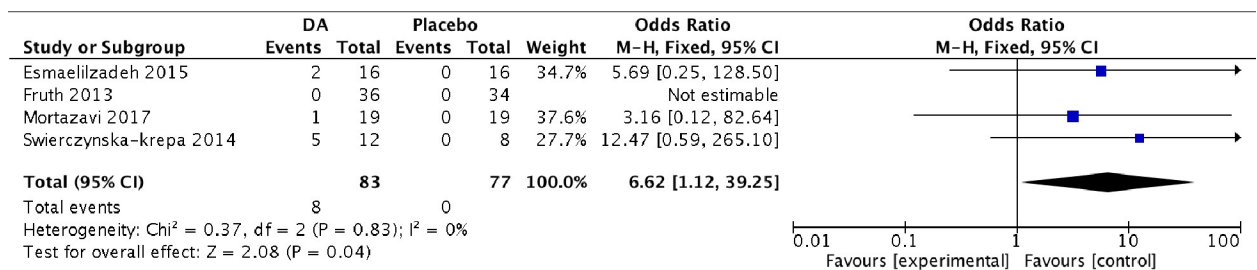 DA Placebo Odds Ratio Odds Ratio
Study or Subgroup Events Total Events Total Weight M-H, Fixed, 95% CI M-H, Fixed, 95% CI
Esmaelilzadeh 2015 2 16 0 16 34.7% 5.69 [0.25, 128.50]
Fruth 2013 0 36 0 34 Not estimable
Mortazavi 2017 1 19 0 19 37.6% 3.16 [0.12, 82.64]
Swierczynska-krepa 2014 5 12 0 8 27.7% 12.47 [0.59, 265.10]
Total (95% CI) 83 77 100.0% 6.62 [1.12, 39.25]
Total events 8 0
Heterogeneity: Chi² = 0.37, df = 2 (P = 0.83); I² = 0%
Test for overall effect: Z = 2.08 (P = 0.04)
0.01 0.1 1 10 100
Favours [experimental] Favours [control]